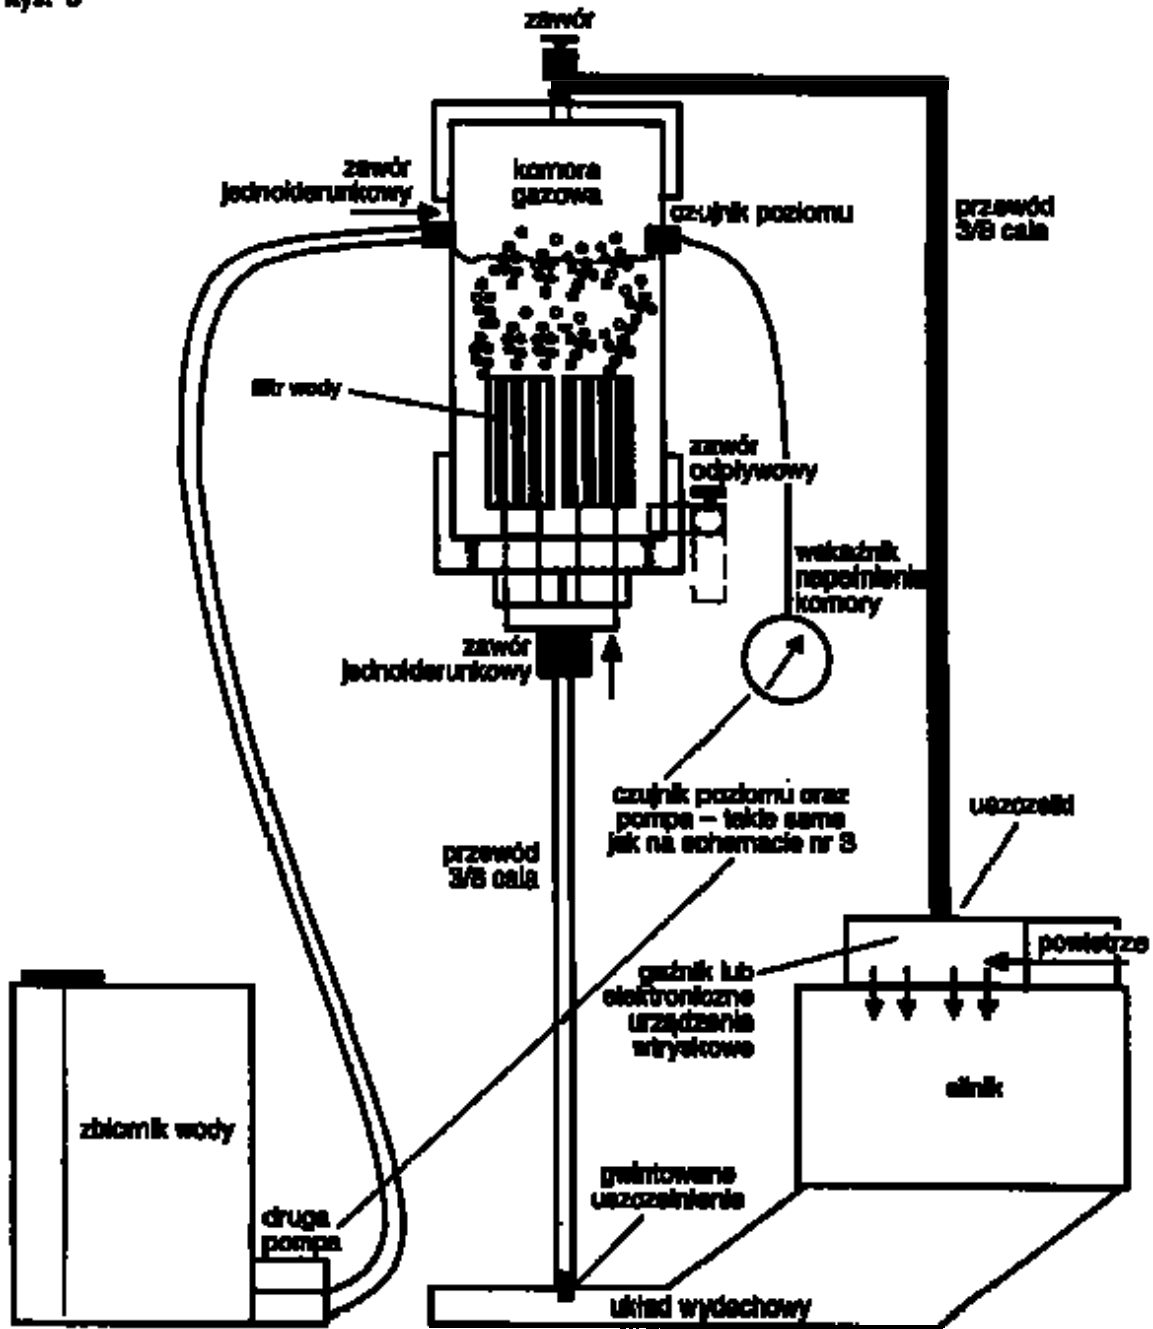 zawór
komora
gazowa
zawór
jednokierunkowy
czujnik poziomu
przewód
3/8 cala
filtr wody
zawór
odpływowy
wskaźnik
napełnienia
komory
zawór
jednokierunkowy
czujnik poziomu oraz
pompa – takie same
jak na schemacie nr 3
uszczelki
przewód
3/8 cala
powietrze
gaźnik lub
elektroniczne
urządzenia
wtryskowe
silnik
zbiornik wody
gwintowane
uszczelnienie
druga
pompa
układ wydechowy